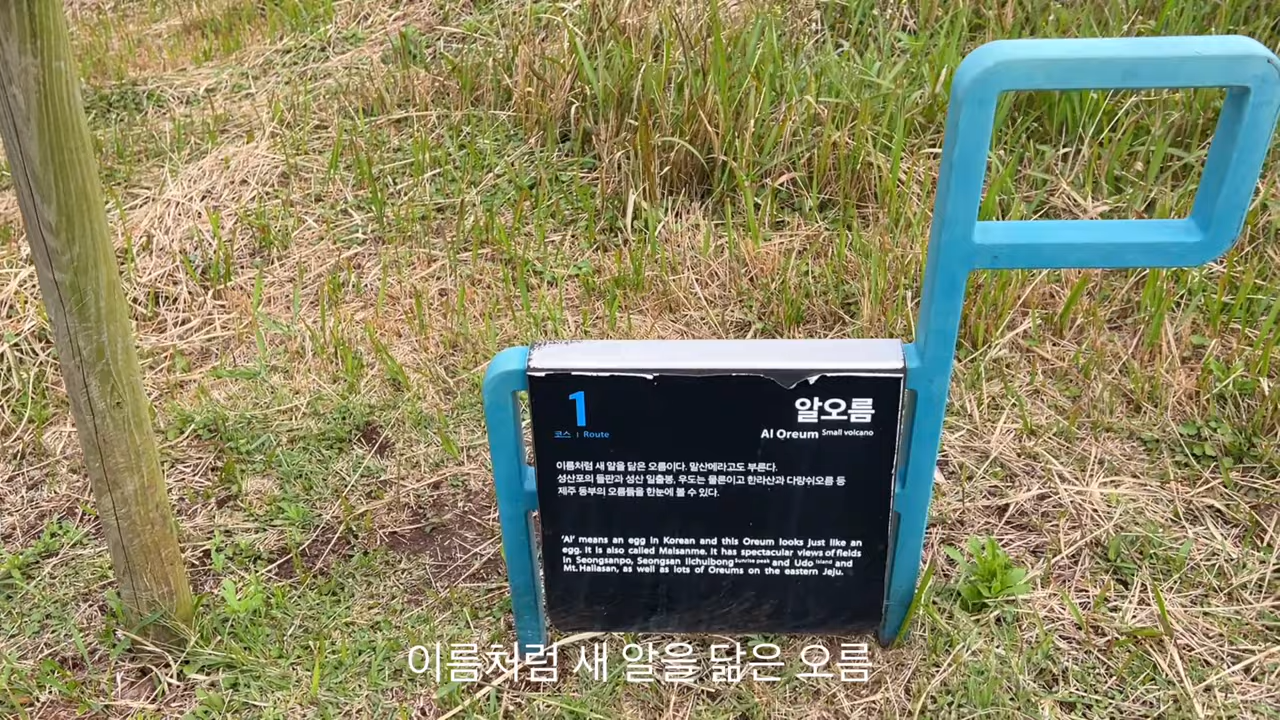 1
코스 | Route
알오름
Al Oreum Small volcano
이름처럼 새 알을 닮은 오름이다. 말산메라고도 부른다.
성산포의 들판과 성산 일출봉, 우도는 물론이고 한라산과 다랑쉬오름 등
제주 동부의 오름들을 한눈에 볼 수 있다.
'Al' means an egg in Korean and this Oreum looks just like an
egg. It is also called Malsanme. It has spectacular views of fields
in Seongsanpo, Seongsan Ilchulbong Sunrise peak and Udo Island and
Mt. Hallasan, as well as lots of Oreums on the eastern Jeju.
이름처럼 새 알을 닮은 오름